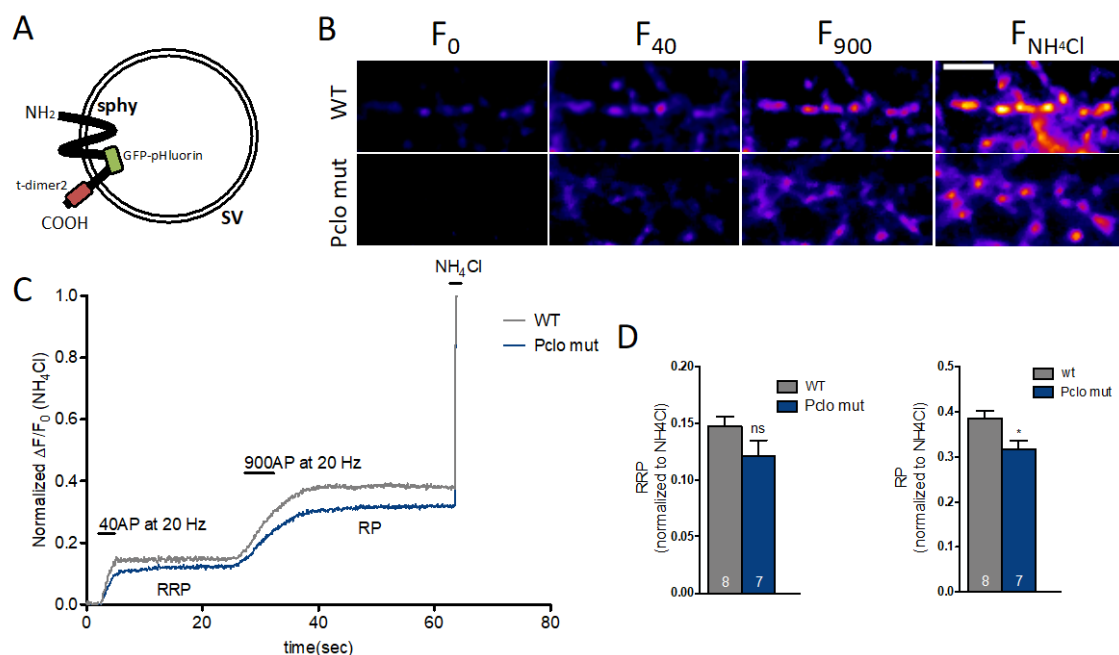 A
NH2
sphy
GFP-pHluorin
t-dimer2
COOH
SV
B
F0
F40
F900
FNH4Cl
WT
Pclo mut
C
NH4Cl
1.0
0.8
0.6
0.4
0.2
0.0
Normalized ΔF/F0 (NH4Cl)
WT
Pclo mut
900AP at 20 Hz
40AP at 20 Hz
RP
RRP
0
20
40
60
80
time(sec)
D
0.20
0.15
0.10
0.05
0.00
RRP
(normalized to NH4Cl)
WT
Pclo mut
ns
8
7
0.5
0.4
0.3
0.2
0.1
0.0
RP
(normalized to NH4Cl)
wt
Pclo mut
*
8
7